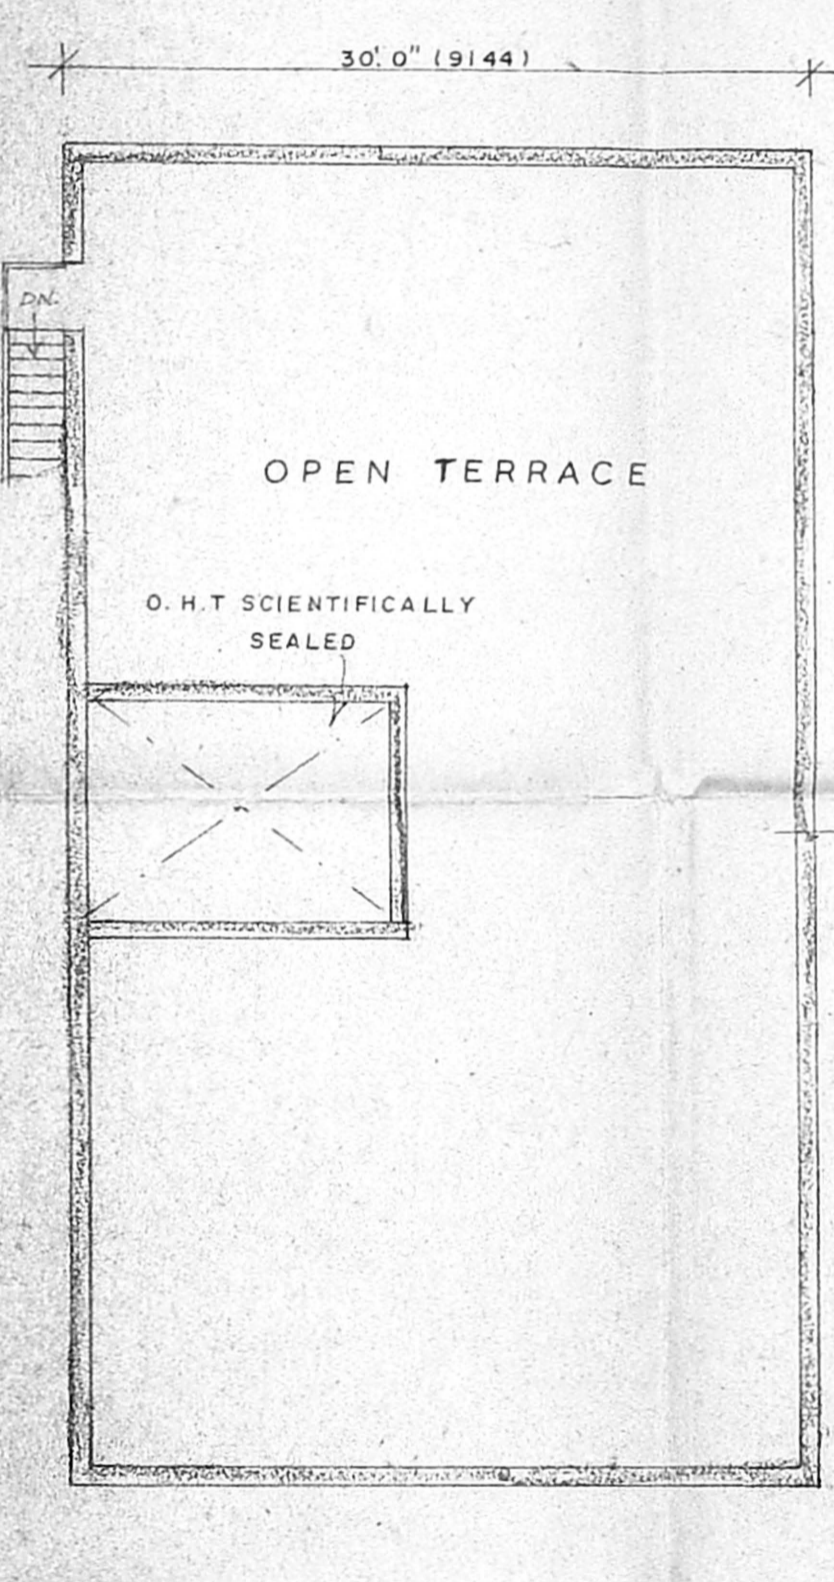 30'. 0" (9144)
DN.
OPEN TERRACE
O. H.T SCIENTIFICALLY
SEALED